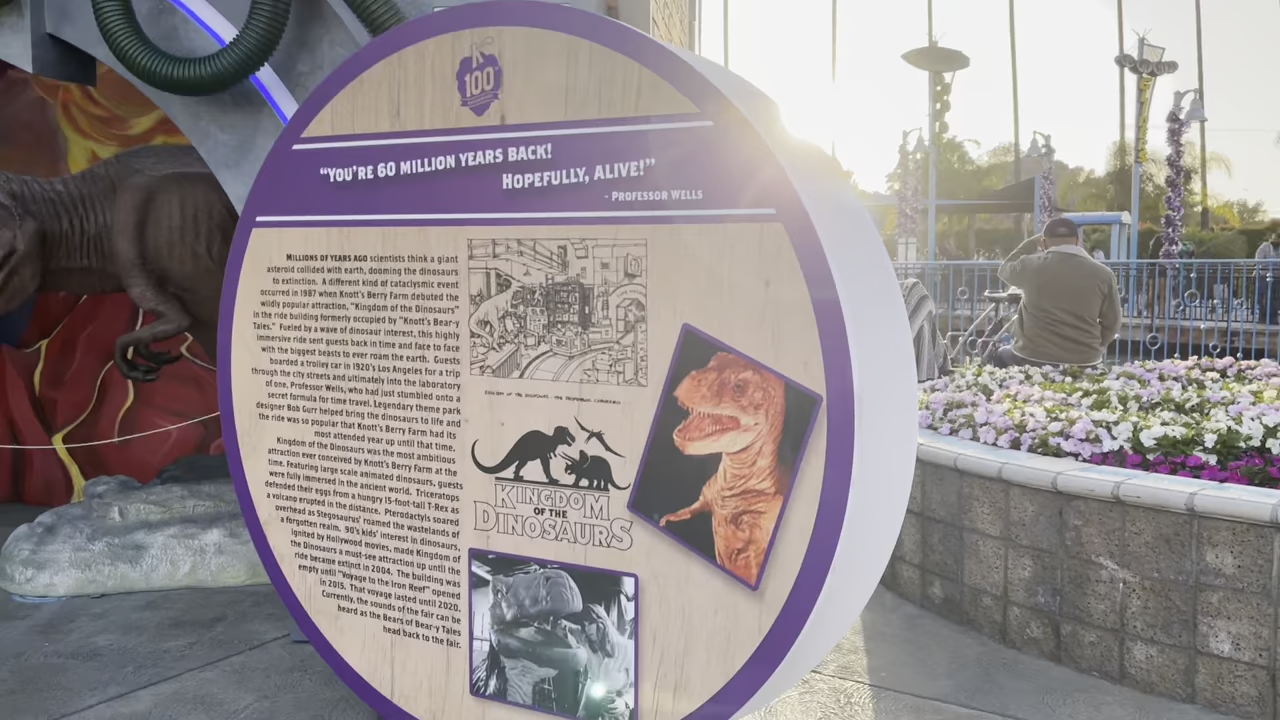 100
"YOU'RE 60 MILLION YEARS BACK!
HOPEFULLY, ALIVE!"
- PROFESSOR WELLS
MILLIONS OF YEARS AGO scientists think a giant
asteroid collided with earth, dooming the dinosaurs
to extinction. A different kind of cataclysmic event
occurred in 1987 when Knott's Berry Farm debuted the
wildly popular attraction, "Kingdom of the Dinosaurs"
in the ride building formerly occupied by "Knott's Bear-y
Tales." Fueled by a wave of dinosaur interest, this highly
immersive ride sent guests back in time and face to face
with the biggest beasts to ever roam the earth. Guests
boarded a trolley car in 1920's Los Angeles for a trip
through the city streets and ultimately into the laboratory
of one, Professor Wells, who had just stumbled onto a
secret formula for time travel. Legendary theme park
designer Bob Gurr helped bring the dinosaurs to life and
the ride was so popular that Knott's Berry Farm had its
most attended year up until that time.
Kingdom of the Dinosaurs was the most ambitious
attraction ever conceived by Knott's Berry Farm at the
time. Featuring large scale animated dinosaurs, guests
were fully immersed in the ancient world. Triceratops
defended their eggs from a hungry 15-foot-tall T-Rex as
a volcano erupted in the distance. Pterodactyls soared
overhead as Stegosaurus' roamed the wastelands of
a forgotten realm. 90's kids' interest in dinosaurs,
ignited by Hollywood movies, made Kingdom of
the Dinosaurs a must-see attraction up until the
ride became extinct in 2004. The building was
empty until "Voyage to the Iron Reef" opened
in 2015. That voyage lasted until 2020.
Currently, the sounds of the fair can be
heard as the Bears of Bear-y Tales
head back to the fair.
KINGDOM
OF THE
DINOSAURS